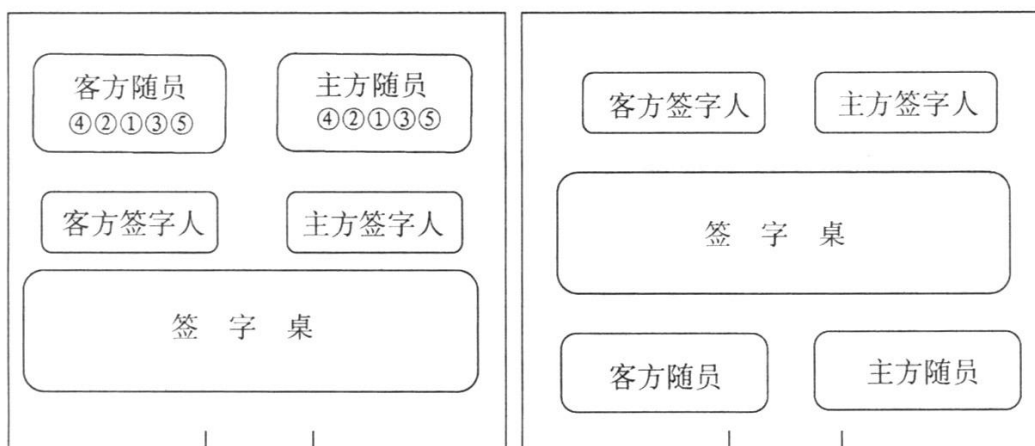 客方随员
④②①③⑤
主方随员
④②①③⑤
客方签字人
主方签字人
签 字 桌
客方签字人
主方签字人
签 字 桌
客方随员
主方随员